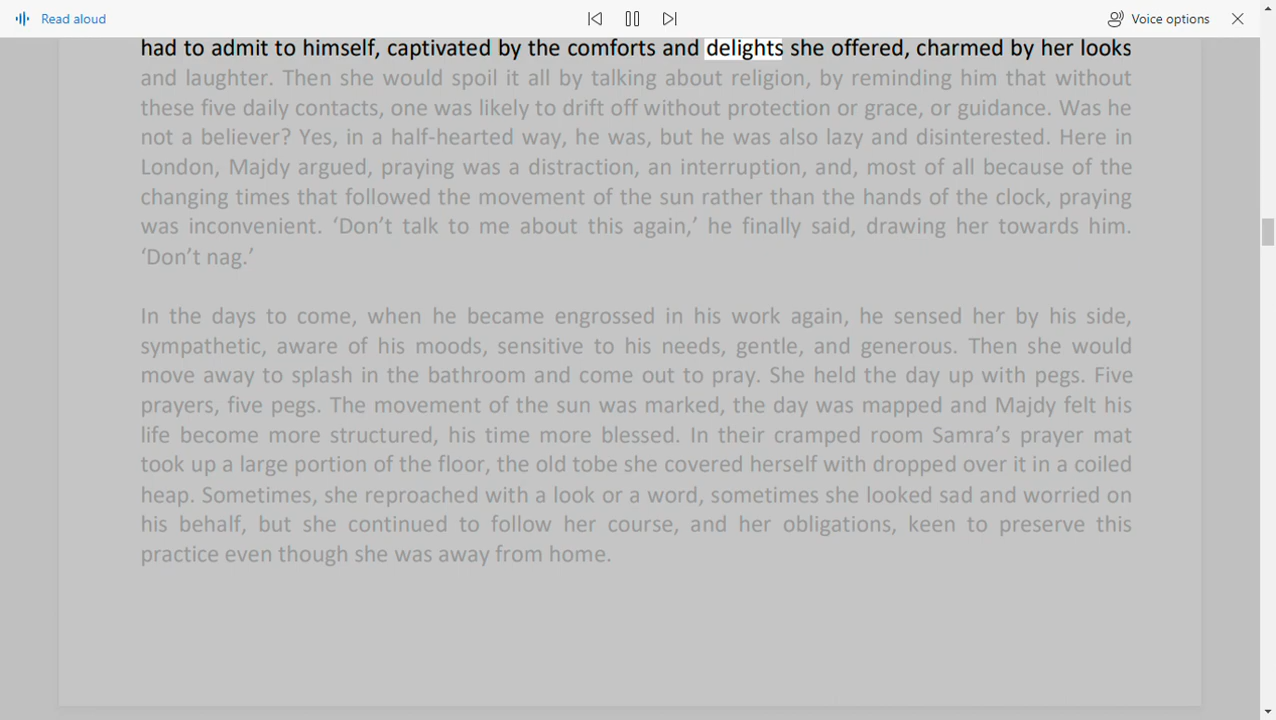 Read aloud
Voice options
had to admit to himself, captivated by the comforts and delights she offered, charmed by her looks
and laughter. Then she would spoil it all by talking about religion, by reminding him that without
these five daily contacts, one was likely to drift off without protection or grace, or guidance. Was he
not a believer? Yes, in a half-hearted way, he was, but he was also lazy and disinterested. Here in
London, Majdy argued, praying was a distraction, an interruption, and, most of all because of the
changing times that followed the movement of the sun rather than the hands of the clock, praying
was inconvenient. ‘Don’t talk to me about this again,’ he finally said, drawing her towards him.
‘Don’t nag.’
In the days to come, when he became engrossed in his work again, he sensed her by his side,
sympathetic, aware of his moods, sensitive to his needs, gentle, and generous. Then she would
move away to splash in the bathroom and come out to pray. She held the day up with pegs. Five
prayers, five pegs. The movement of the sun was marked, the day was mapped and Majdy felt his
life become more structured, his time more blessed. In their cramped room Samra’s prayer mat
took up a large portion of the floor, the old tobe she covered herself with dropped over it in a coiled
heap. Sometimes, she reproached with a look or a word, sometimes she looked sad and worried on
his behalf, but she continued to follow her course, and her obligations, keen to preserve this
practice even though she was away from home.